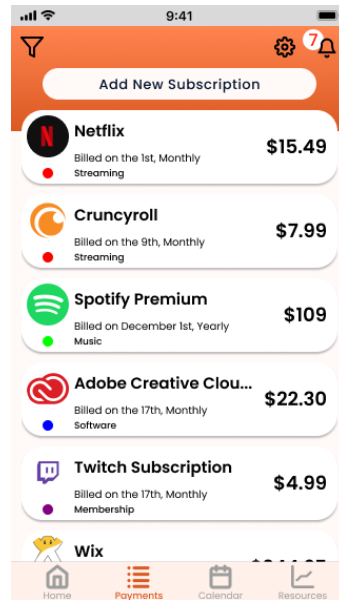 9:41
7
Add New Subscription
Netflix
$15.49
Billed on the 1st, Monthly
Streaming
Cruncyroll
$7.99
Billed on the 9th, Monthly
Streaming
Spotify Premium
$109
Billed on December 1st, Yearly
Music
Adobe Creative Clou...
$22.30
Billed on the 17th, Monthly
Software
Twitch Subscription
$4.99
Billed on the 17th, Monthly
Membership
Wix
Home
Payments
Calendar
Resources